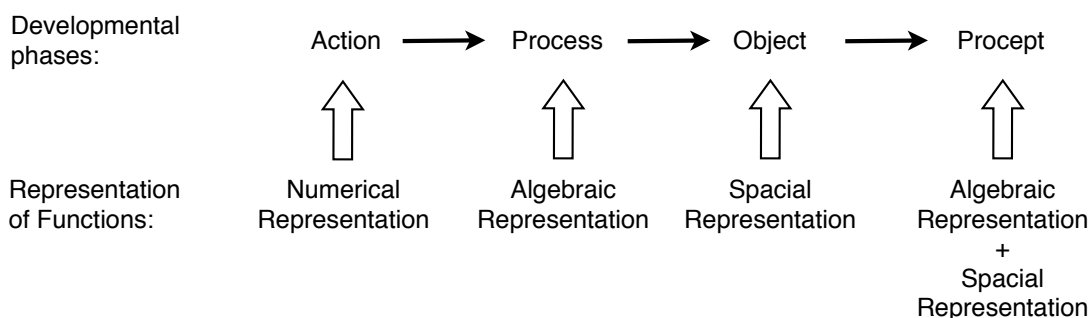 Developmental
phases:
Action
Process
Object
Procept
Representation
of Functions:
Numerical
Representation
Algebraic
Representation
Spacial
Representation
Algebraic
Representation
+
Spacial
Representation